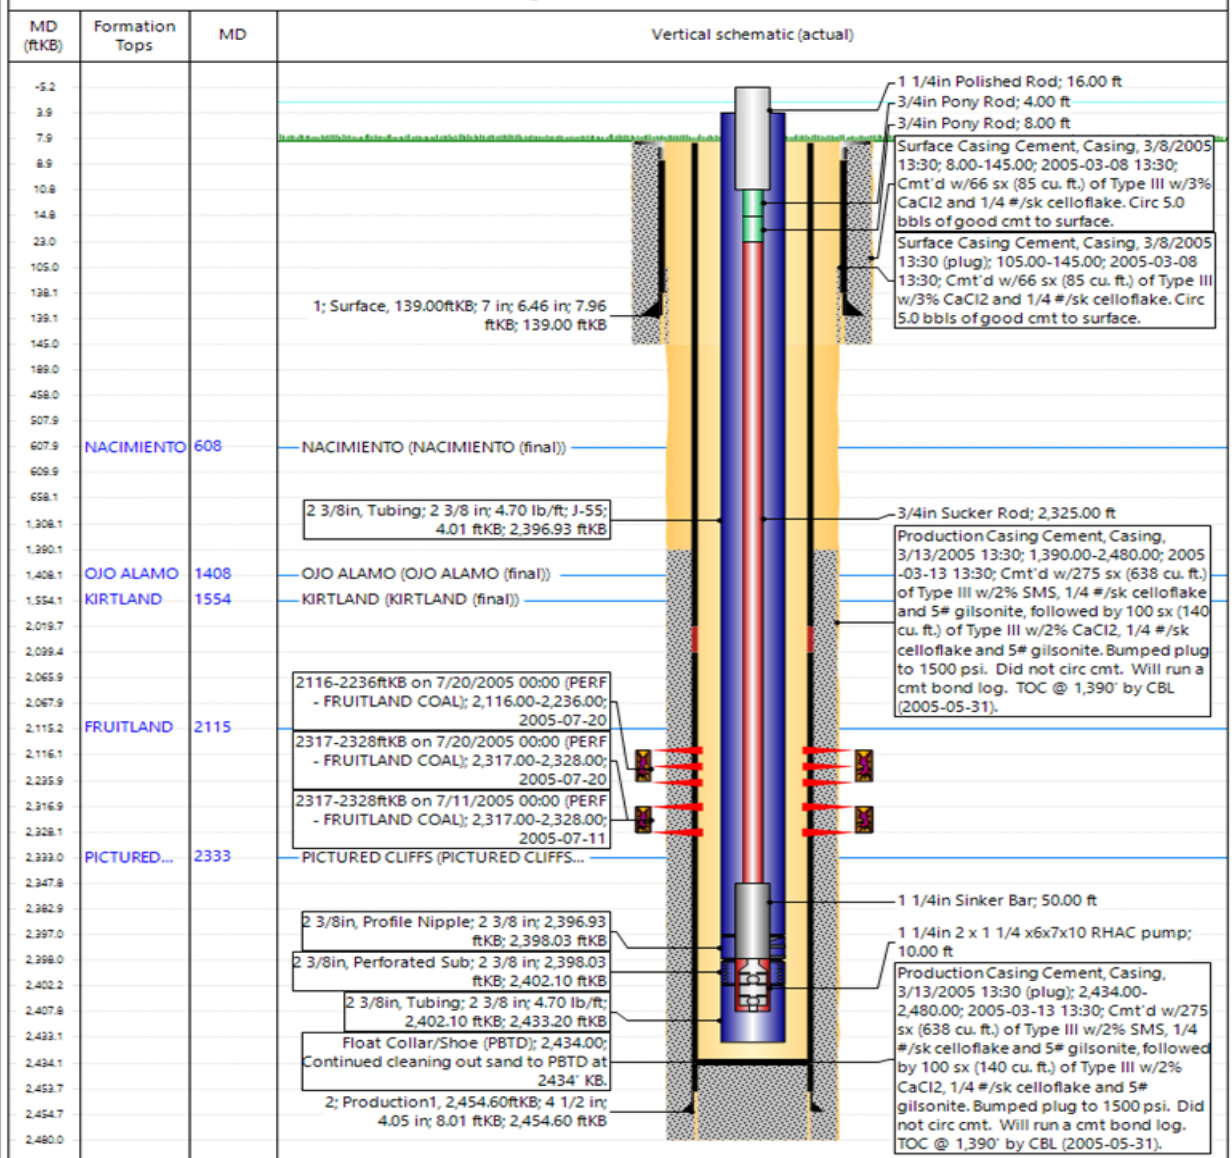 MD
(ftKB)
Formation
Tops
MD
Vertical schematic (actual)
-5.2
3.9
7.9
8.9
10.8
14.8
23.0
105.0
138.1
139.1
145.0
189.0
458.0
507.9
607.9
609.9
658.1
1,308.1
1,390.1
1,408.1
1,554.1
2,019.7
2,039.4
2,065.9
2,067.9
2,115.2
2,116.1
2,235.9
2,316.9
2,328.1
2,333.0
2,347.8
2,382.9
2,397.0
2,398.0
2,402.2
2,407.8
2,433.1
2,434.1
2,453.7
2,454.7
2,480.0
NACIMIENTO 608
OJO ALAMO 1408
KIRTLAND 1554
FRUITLAND 2115
PICTURED... 2333
1; Surface, 139.00ftKB; 7 in; 6.46 in; 7.96
ftKB; 139.00 ftKB
NACIMIENTO (NACIMIENTO (final))
2 3/8in, Tubing; 2 3/8 in; 4.70 lb/ft; J-55;
4.01 ftKB; 2,396.93 ftKB
OJO ALAMO (OJO ALAMO (final))
KIRTLAND (KIRTLAND (final))
2116-2236ftKB on 7/20/2005 00:00 (PERF
- FRUITLAND COAL); 2,116.00-2,236.00;
2005-07-20
2317-2328ftKB on 7/20/2005 00:00 (PERF
- FRUITLAND COAL); 2,317.00-2,328.00;
2005-07-20
2317-2328ftKB on 7/11/2005 00:00 (PERF
- FRUITLAND COAL); 2,317.00-2,328.00;
2005-07-11
PICTURED CLIFFS (PICTURED CLIFFS...
2 3/8in, Profile Nipple; 2 3/8 in; 2,396.93
ftKB; 2,398.03 ftKB
2 3/8in, Perforated Sub; 2 3/8 in; 2,398.03
ftKB; 2,402.10 ftKB
2 3/8in, Tubing; 2 3/8 in; 4.70 lb/ft;
2,402.10 ftKB; 2,433.20 ftKB
Float Collar/Shoe (PBTD); 2,434.00;
Continued cleaning out sand to PBTD at
2434' KB.
2; Production1, 2,454.60ftKB; 4 1/2 in;
4.05 in; 8.01 ftKB; 2,454.60 ftKB
1 1/4in Polished Rod; 16.00 ft
3/4in Pony Rod; 4.00 ft
3/4in Pony Rod; 8.00 ft
Surface Casing Cement, Casing, 3/8/2005
13:30; 8.00-145.00; 2005-03-08 13:30;
Cmt'd w/66 sx (85 cu. ft.) of Type III w/3%
CaCl2 and 1/4 #/sk celloflake. Circ 5.0
bbls of good cmt to surface.
Surface Casing Cement, Casing, 3/8/2005
13:30 (plug); 105.00-145.00; 2005-03-08
13:30; Cmt'd w/66 sx (85 cu. ft.) of Type III
w/3% CaCl2 and 1/4 #/sk celloflake. Circ
5.0 bbls of good cmt to surface.
3/4in Sucker Rod; 2,325.00 ft
Production Casing Cement, Casing,
3/13/2005 13:30; 1,390.00-2,480.00; 2005
-03-13 13:30; Cmt'd w/275 sx (638 cu. ft.)
of Type III w/2% SMS, 1/4 #/sk celloflake
and 5# gilsonite, followed by 100 sx (140
cu. ft.) of Type III w/2% CaCl2, 1/4 #/sk
celloflake and 5# gilsonite. Bumped plug
to 1500 psi. Did not circ cmt. Will run a
cmt bond log. TOC @ 1,390' by CBL
(2005-05-31).
1 1/4in Sinker Bar; 50.00 ft
1 1/4in 2 x 1 1/4 x6x7x10 RHAC pump;
10.00 ft
Production Casing Cement, Casing,
3/13/2005 13:30 (plug); 2,434.00-
2,480.00; 2005-03-13 13:30; Cmt'd w/275
sx (638 cu. ft.) of Type III w/2% SMS, 1/4
#/sk celloflake and 5# gilsonite, followed
by 100 sx (140 cu. ft.) of Type III w/2%
CaCl2, 1/4 #/sk celloflake and 5#
gilsonite. Bumped plug to 1500 psi. Did
not circ cmt. Will run a cmt bond log.
TOC @ 1,390' by CBL (2005-05-31).